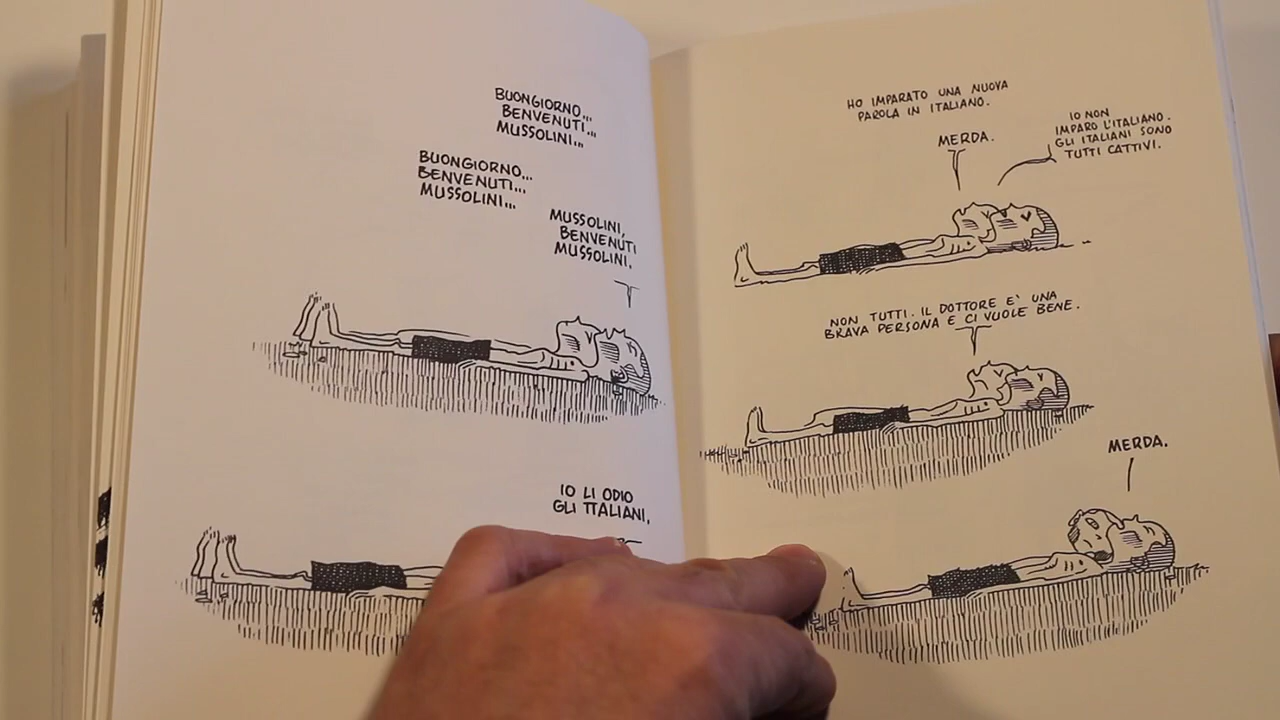 BUONGIORNO...
BENVENUTI...
MUSSOLINI...
BUONGIORNO...
BENVENUTI...
MUSSOLINI...
MUSSOLINI,
BENVENUTI
MUSSOLINI.
IO LI ODIO
GLI ITALIANI.
HO IMPARATO UNA NUOVA
PAROLA IN ITALIANO.
MERDA.
IO NON
IMPARO L'ITALIANO.
GLI ITALIANI SONO
TUTTI CATTIVI.
NON TUTTI. IL DOTTORE E' UNA
BRAVA PERSONA E CI VUOLE BENE.
MERDA.